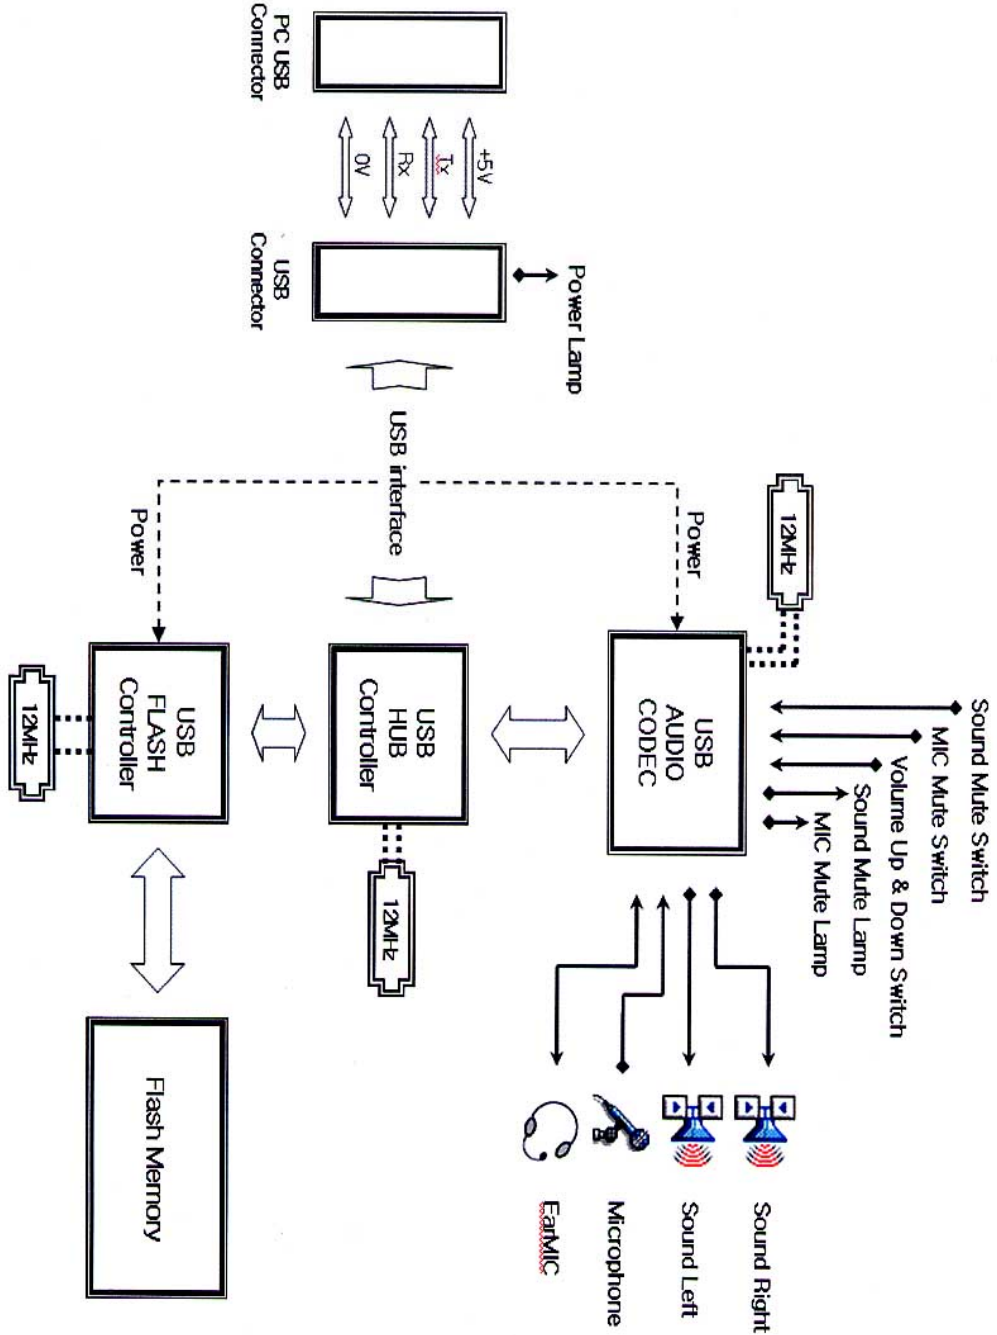 Sound Mute Switch
MIC Mute Switch
Volume Up & Down Switch
Sound Mute Lamp
MIC Mute Lamp
12MHz
Sound Right
Sound Left
Microphone
EarMIC
Power
USB
AUDIO
CODEC
Power Lamp
+5V
Tx
Rx
0V
PC USB
Connector
USB
Connector
USB interface
USB
HUB
Controller
12MHz
Power
USB
FLASH
Controller
12MHz
Flash Memory